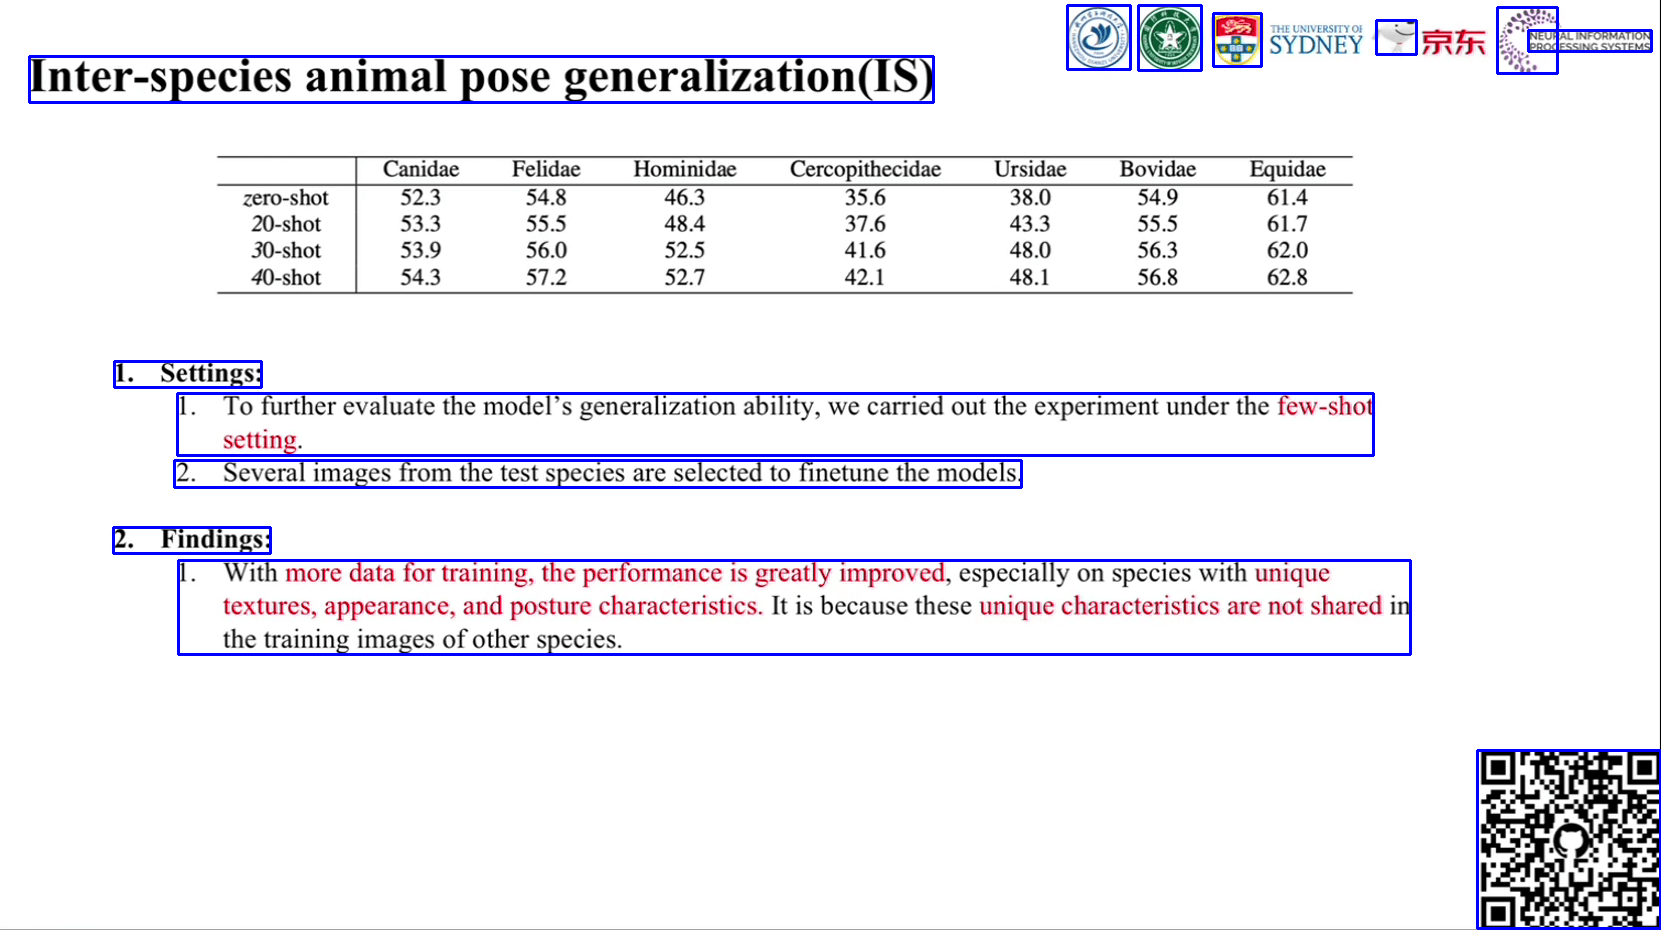 THE UNIVERSITY OF
SYDNEY
京东
NEURAL INFORMATION
PROCESSING SYSTEMS
Inter-species animal pose generalization(IS)
Canidae Felidae Hominidae Cercopithecidae Ursidae Bovidae Equidae
zero-shot 52.3 54.8 46.3 35.6 38.0 54.9 61.4
20-shot 53.3 55.5 48.4 37.6 43.3 55.5 61.7
30-shot 53.9 56.0 52.5 41.6 48.0 56.3 62.0
40-shot 54.3 57.2 52.7 42.1 48.1 56.8 62.8
1. Settings:
1. To further evaluate the model’s generalization ability, we carried out the experiment under the few-shot
setting.
2. Several images from the test species are selected to finetune the models.
2. Findings:
1. With more data for training, the performance is greatly improved, especially on species with unique
textures, appearance, and posture characteristics. It is because these unique characteristics are not shared in
the training images of other species.